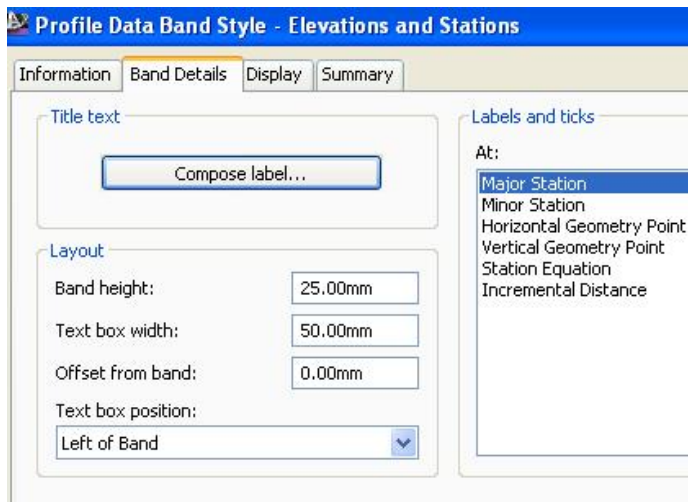 Profile Data Band Style - Elevations and Stations
Information Band Details Display Summary
Title text
Compose label...
Layout
Band height: 25.00mm
Text box width: 50.00mm
Offset from band: 0.00mm
Text box position:
Left of Band
Labels and ticks
At:
Major Station
Minor Station
Horizontal Geometry Point
Vertical Geometry Point
Station Equation
Incremental Distance